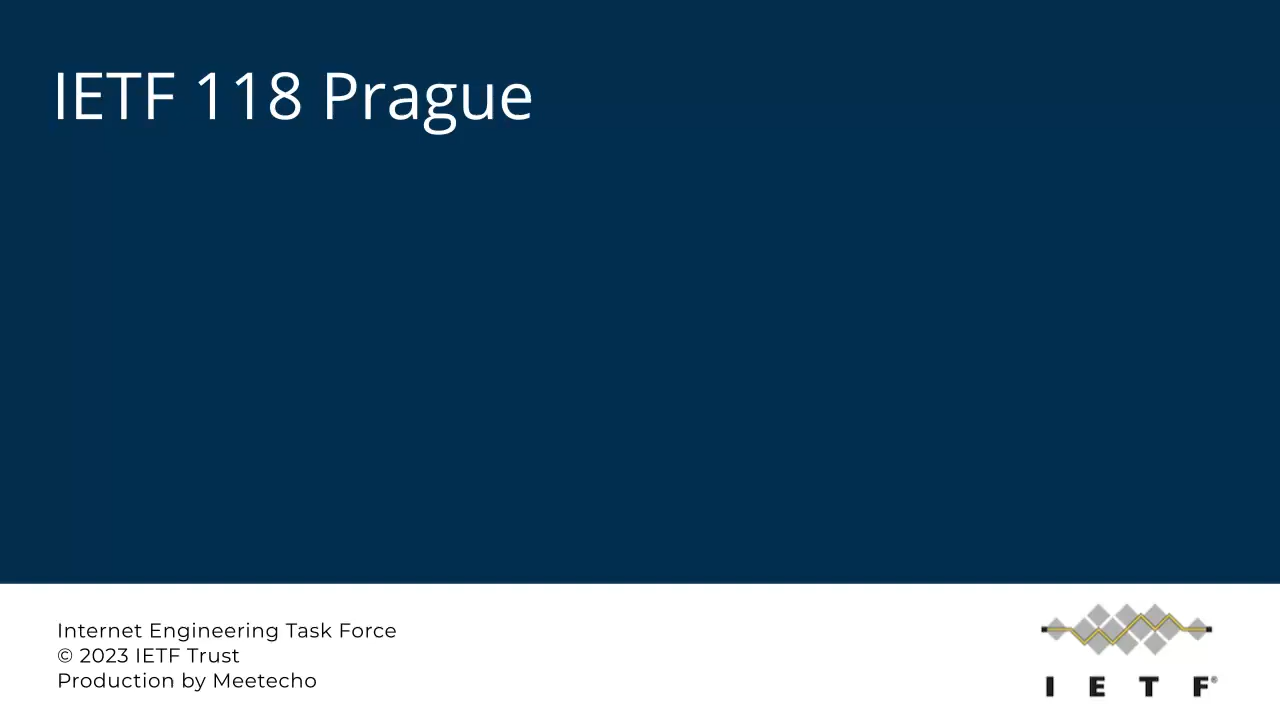 IETF 118 Prague
Internet Engineering Task Force
© 2023 IETF Trust
Production by Meetecho
I E T F®